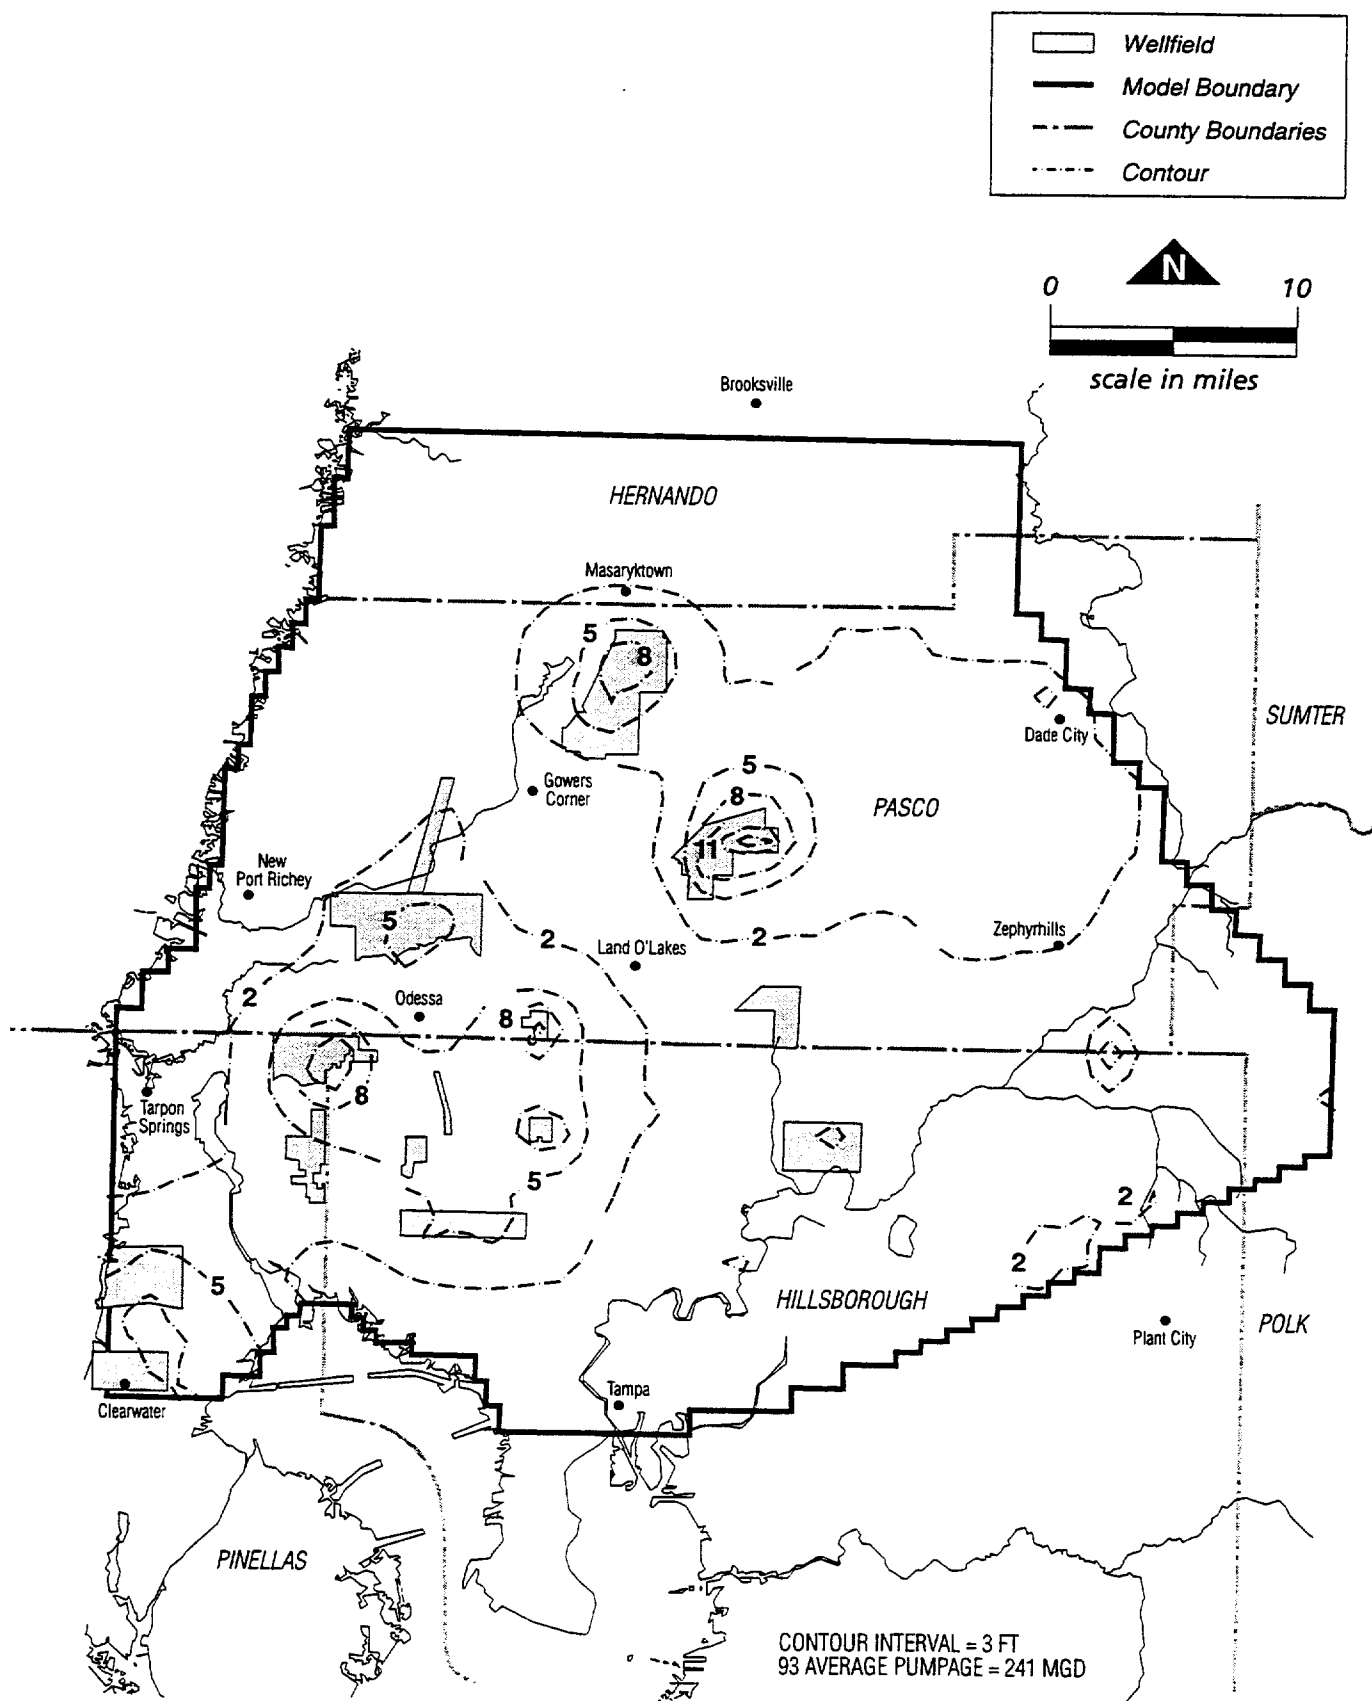 Wellfield
Model Boundary
County Boundaries
Contour
N
0 10
scale in miles
Brooksville
HERNANDO
Masaryktown
5
8
SUMTER
Dade City
5
Gowers
Corner
8
PASCO
11
New
Port Richey
5
2
2
Zephyrhills
Land O'Lakes
2
Odessa
8
8
Tarpon
Springs
5
2
2
5
HILLSBOROUGH
POLK
Plant City
Tampa
Clearwater
PINELLAS
CONTOUR INTERVAL = 3 FT
93 AVERAGE PUMPAGE = 241 MGD